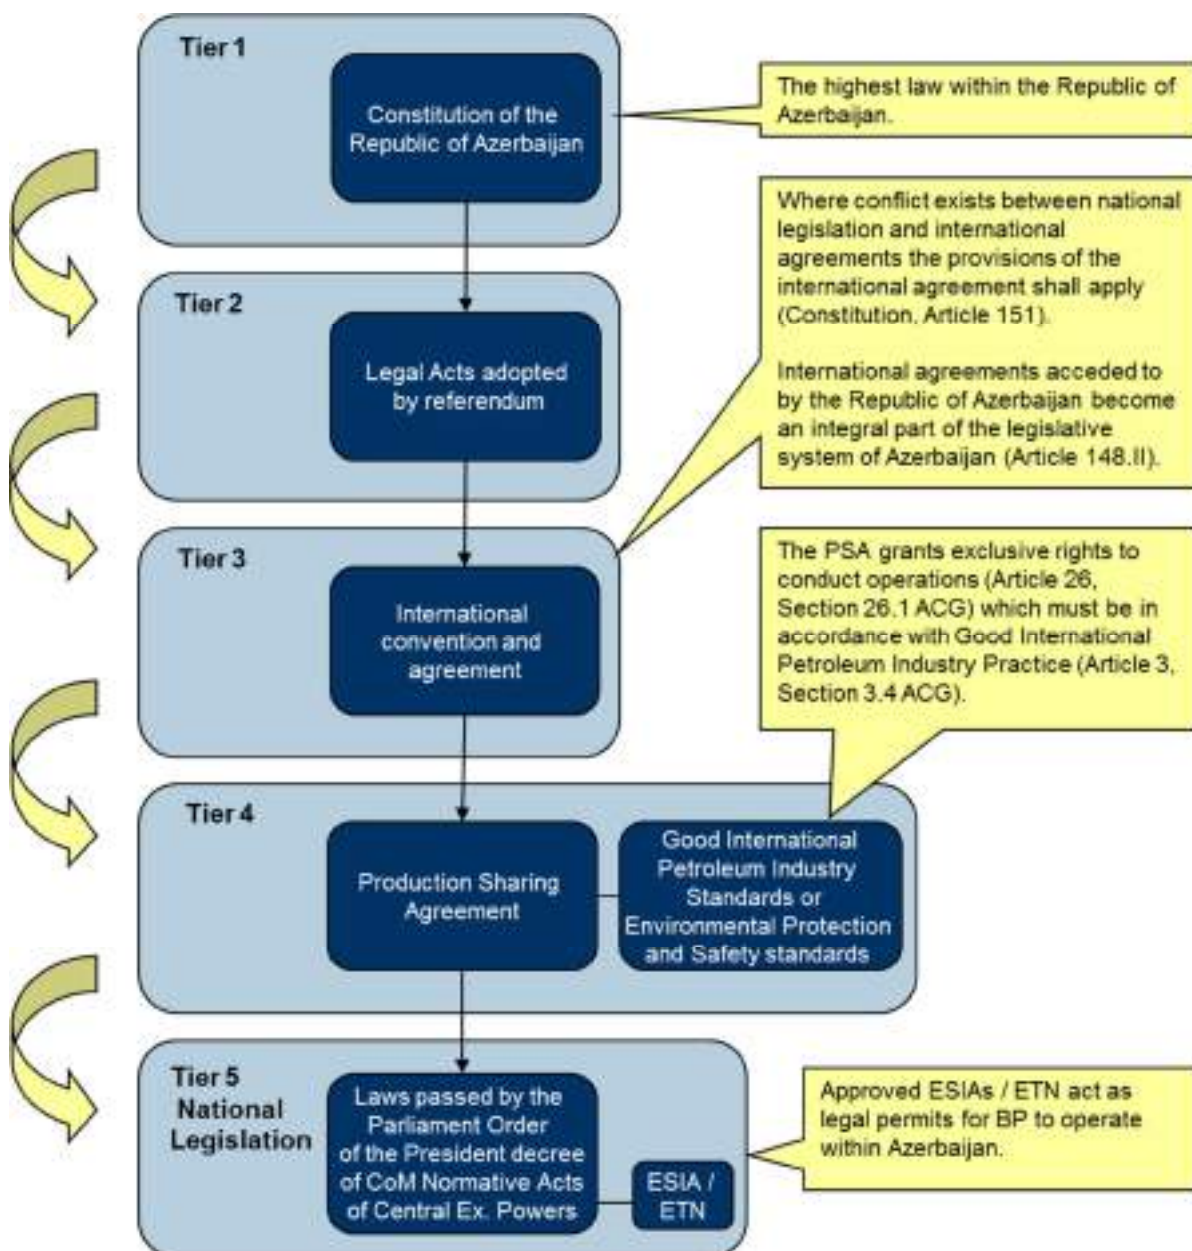 Tier 1
Constitution of the
Republic of Azerbaijan
The highest law within the Republic of
Azerbaijan.
Tier 2
Legal Acts adopted
by referendum
Where conflict exists between national
legislation and international
agreements the provisions of the
international agreement shall apply
(Constitution, Article 151).
International agreements acceded to
by the Republic of Azerbaijan become
an integral part of the legislative
system of Azerbaijan (Article 148.II).
Tier 3
International
convention and
agreement
The PSA grants exclusive rights to
conduct operations (Article 26,
Section 26.1 ACG) which must be in
accordance with Good International
Petroleum Industry Practice (Article 3,
Section 3.4 ACG).
Tier 4
Production Sharing
Agreement
Good International
Petroleum Industry
Standards or
Environmental Protection
and Safety standards
Tier 5
National
Legislation
Laws passed by the
Parliament Order
of the President decree
of CoM Normative Acts
of Central Ex. Powers
ESIA /
ETN
Approved ESIAs / ETN act as
legal permits for BP to operate
within Azerbaijan.